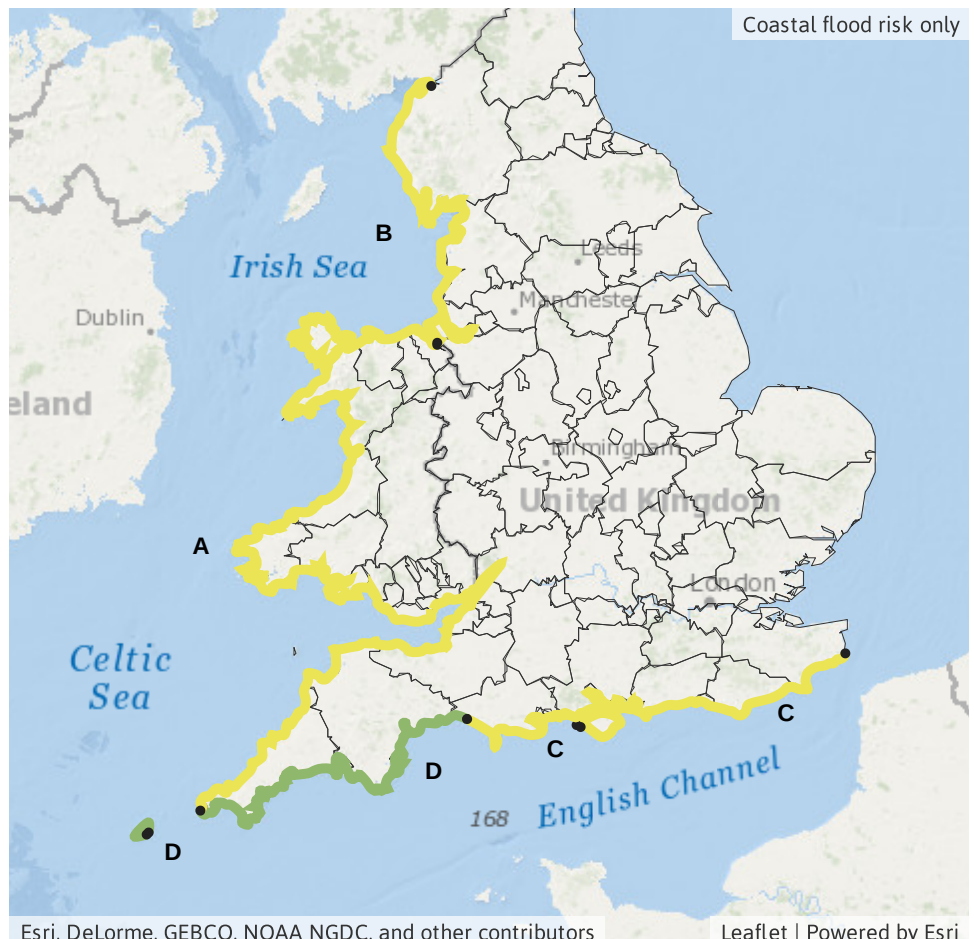 Coastal flood risk only
Leeds
B
Irish Sea
Manchester
Dublin
eland
Birmingham
United Kingdom
A
London
Celtic
Sea
C
C
D
English Channel
168
D
Esri, DeLorme, GEBCO, NOAA NGDC, and other contributors
Leaflet | Powered by Esri